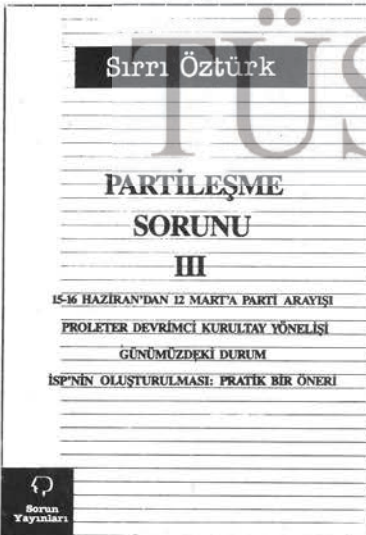 Sırrı Öztürk
TÜS
PARTİLEŞME
SORUNU
III
15-16 HAZİRAN'DAN 12 MART'A PARTİ ARAYIŞI
PROLETER DEVRİMCİ KURULTAY YÖNELİŞİ
GÜNÜMÜZDEKİ DURUM
İSP'NİN OLUŞTURULMASI: PRATİK BİR ÖNERİ
Sorun
Yayınları